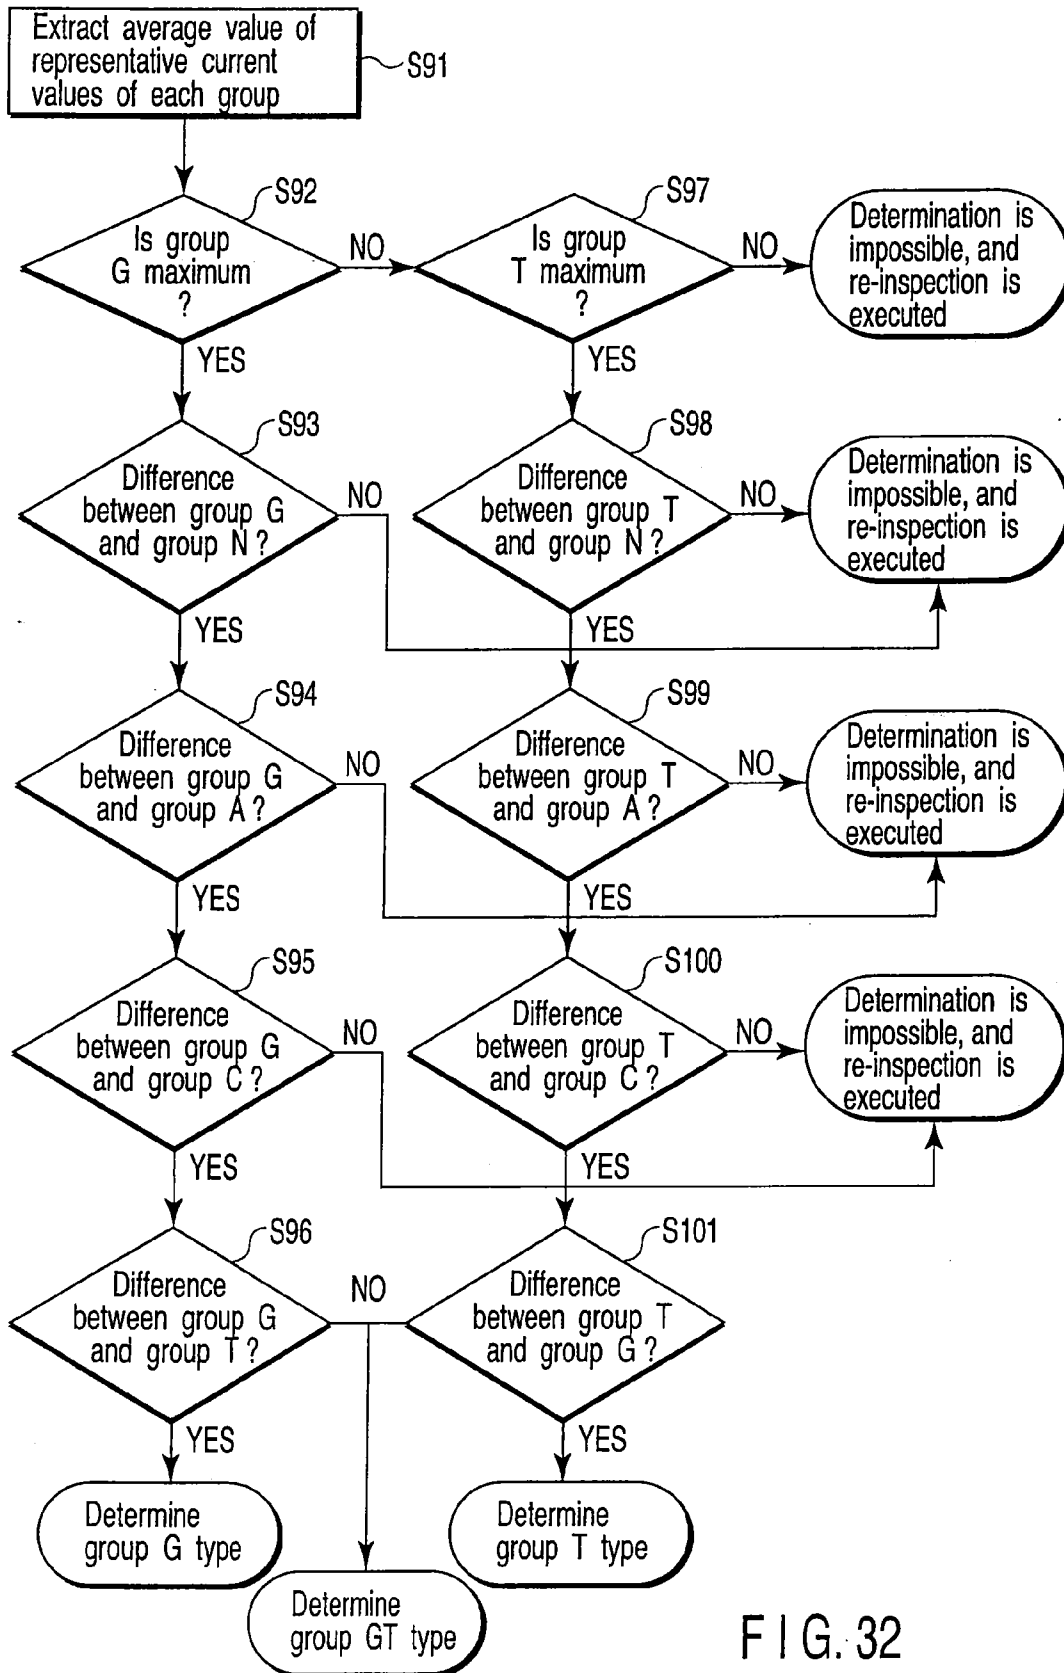 Extract average value of
representative current
values of each group
S91
S92
Is group
G maximum
?
NO
YES
S97
Is group
T maximum
?
NO
YES
Determination is
impossible, and
re-inspection is
executed
S93
Difference
between group G
and group N ?
NO
YES
S98
Difference
between group T
and group N ?
NO
YES
Determination is
impossible, and
re-inspection is
executed
S94
Difference
between group G
and group A ?
NO
YES
S99
Difference
between group T
and group A ?
NO
YES
Determination is
impossible, and
re-inspection is
executed
S95
Difference
between group G
and group C ?
NO
YES
S100
Difference
between group T
and group C ?
NO
YES
Determination is
impossible, and
re-inspection is
executed
S96
Difference
between group G
and group T ?
NO
YES
S101
Difference
between group T
and group G ?
YES
Determine
group G type
Determine
group T type
Determine
group GT type
FIG. 32